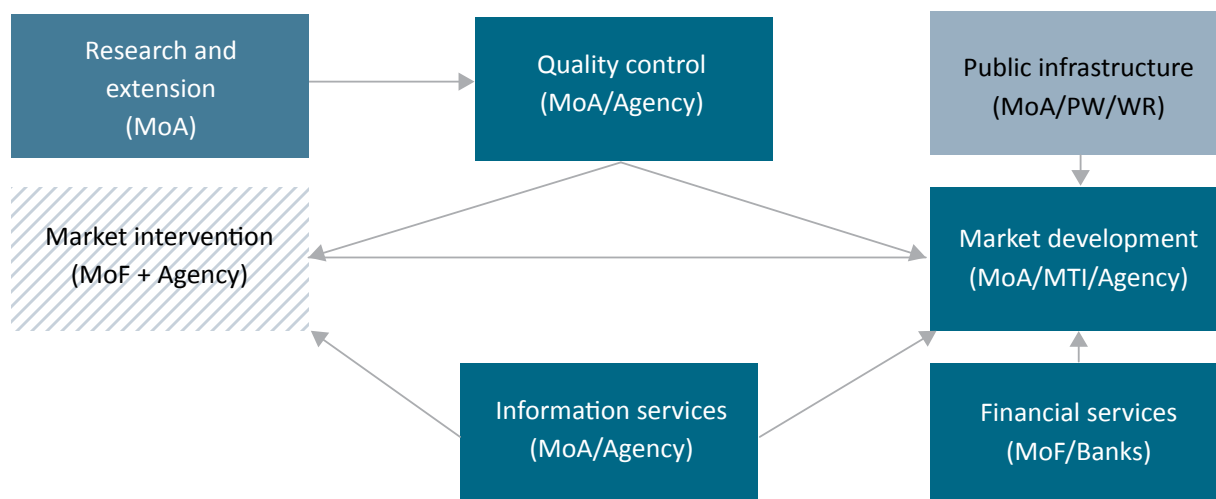 Research and
extension
(MoA)
Quality control
(MoA/Agency)
Public infrastructure
(MoA/PW/WR)
Market intervention
(MoF + Agency)
Market development
(MoA/MTI/Agency)
Information services
(MoA/Agency)
Financial services
(MoF/Banks)